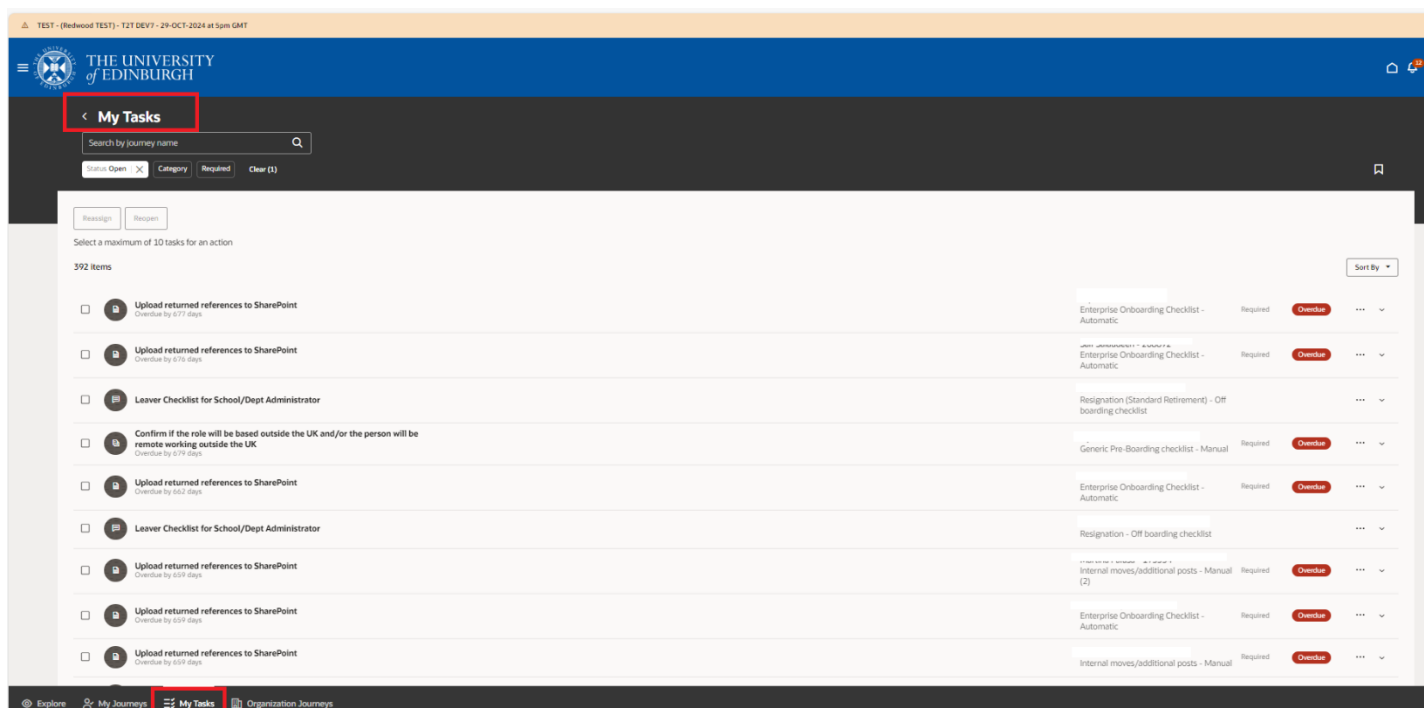 TEST - (Redwood TEST) - T2T DEV7 - 29-OCT-2024 at 5pm GMT
THE UNIVERSITY
of EDINBURGH
12
My Tasks
Search by journey name
Status Open
Category
Required
Clear (1)
Reassign
Reopen
Select a maximum of 10 tasks for an action
392 items
Sort By
Upload returned references to SharePoint
Overdue by 677 days
Enterprise Onboarding Checklist -
Automatic
Required
Overdue
Upload returned references to SharePoint
Overdue by 676 days
Enterprise Onboarding Checklist -
Automatic
Required
Overdue
Leaver Checklist for School/Dept Administrator
Resignation (Standard Retirement) - Off
boarding checklist
Confirm if the role will be based outside the UK and/or the person will be
remote working outside the UK
Overdue by 679 days
Generic Pre-Boarding checklist - Manual
Required
Overdue
Upload returned references to SharePoint
Overdue by 662 days
Enterprise Onboarding Checklist -
Automatic
Required
Overdue
Leaver Checklist for School/Dept Administrator
Resignation - Off boarding checklist
Upload returned references to SharePoint
Overdue by 659 days
Internal moves/additional posts - Manual
(2)
Required
Overdue
Upload returned references to SharePoint
Overdue by 659 days
Enterprise Onboarding Checklist -
Automatic
Required
Overdue
Upload returned references to SharePoint
Overdue by 659 days
Internal moves/additional posts - Manual
Required
Overdue
Explore
My Journeys
My Tasks
Organization Journeys